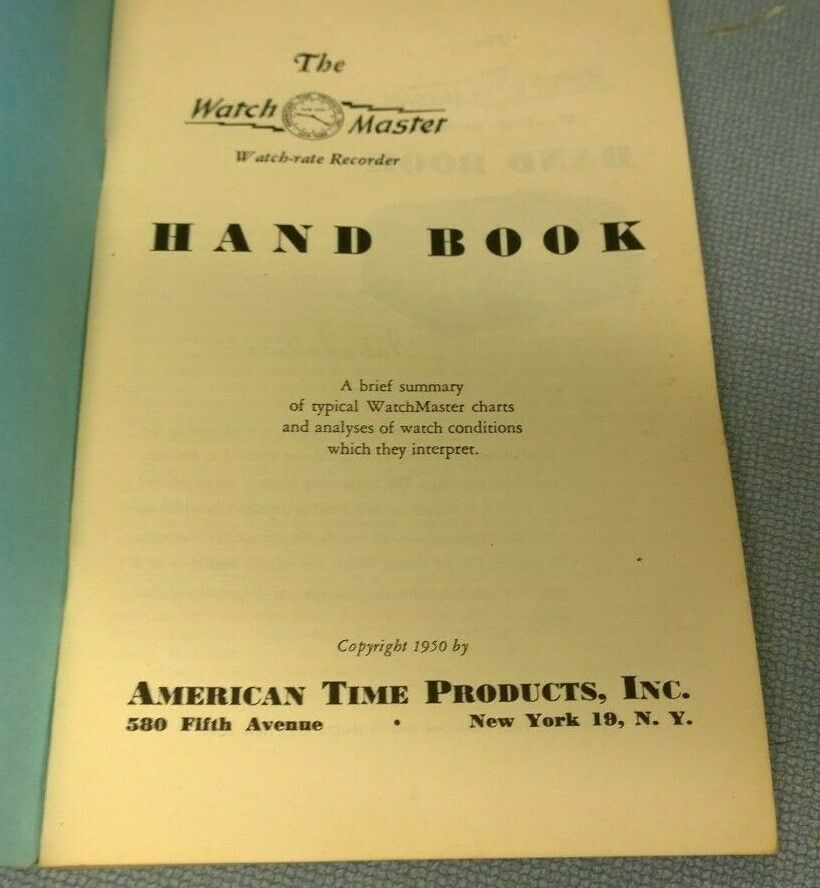 The
Watch Master
Watch-rate Recorder
HAND BOOK
A brief summary
of typical WatchMaster charts
and analyses of watch conditions
which they interpret.
Copyright 1950 by
AMERICAN TIME PRODUCTS, INC.
580 Fifth Avenue • New York 19, N. Y.